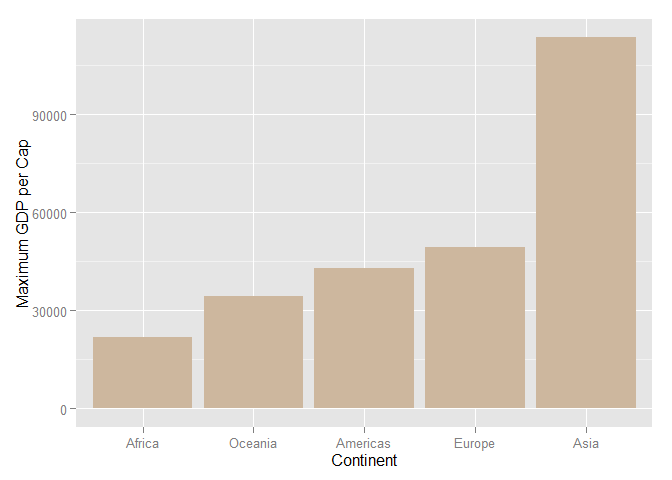 Maximum GDP per Cap
90000
60000
30000
0
Africa
Oceania
Americas
Europe
Asia
Continent